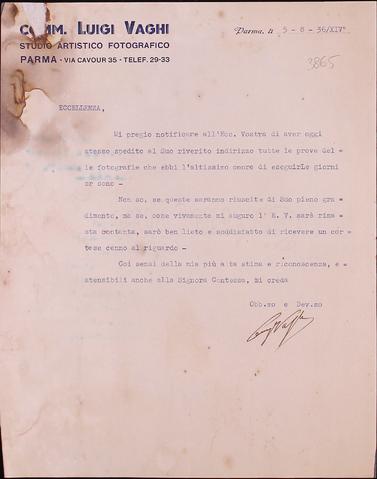 COMM. LUIGI VAGHI
STUDIO ARTISTICO FOTOGRAFICO
PARMA - VIA CAVOUR 35 - TELEF. 29-33
Parma, li 5 - 8 - 36/XIV°
3865
ECCELLENZA,
Mi pregio notificare all'Ecc. Vostra di aver oggi
stesso spedito al Suo riverito indirizzo tutte le prove del =
le fotografie che ebbi l'altissimo onore di eseguirLe giorni
or sono -
Non so, se queste saranno riuscite di Suo pieno gra =
dimento, ma se, come vivamente mi auguro l' E. V. sarà rima =
sta contenta, sarò ben lieto e soddisfatto di ricevere un cor =
tese cenno al riguardo -
Coi sensi della mia più alta stima e riconoscenza, e =
stensibili anche alla Signora Contessa, mi creda
Obb.mo e Dev.mo